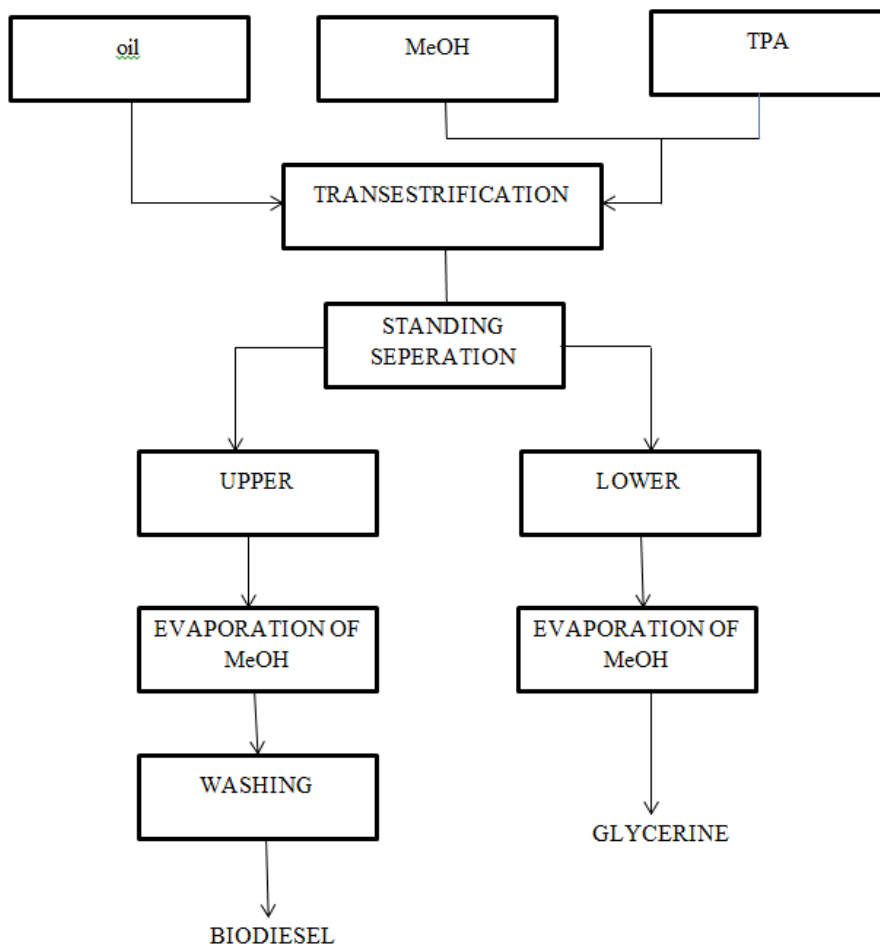 oil
MeOH
TPA
TRANSESTRIFICATION
STANDING
SEPERATION
UPPER
LOWER
EVAPORATION OF
MeOH
EVAPORATION OF
MeOH
WASHING
GLYCERINE
BIODIESEL